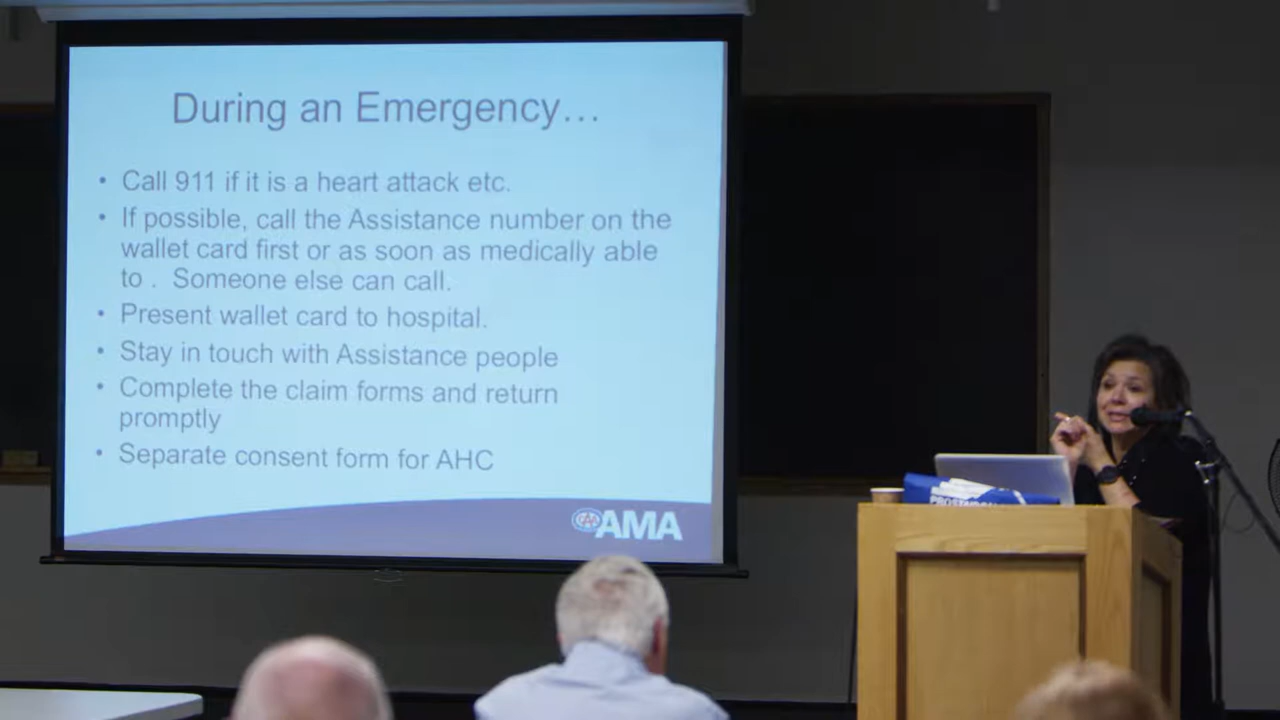 During an Emergency…
• Call 911 if it is a heart attack etc.
• If possible, call the Assistance number on the
wallet card first or as soon as medically able
to . Someone else can call.
• Present wallet card to hospital.
• Stay in touch with Assistance people
• Complete the claim forms and return
promptly
• Separate consent form for AHC
CAA AMA